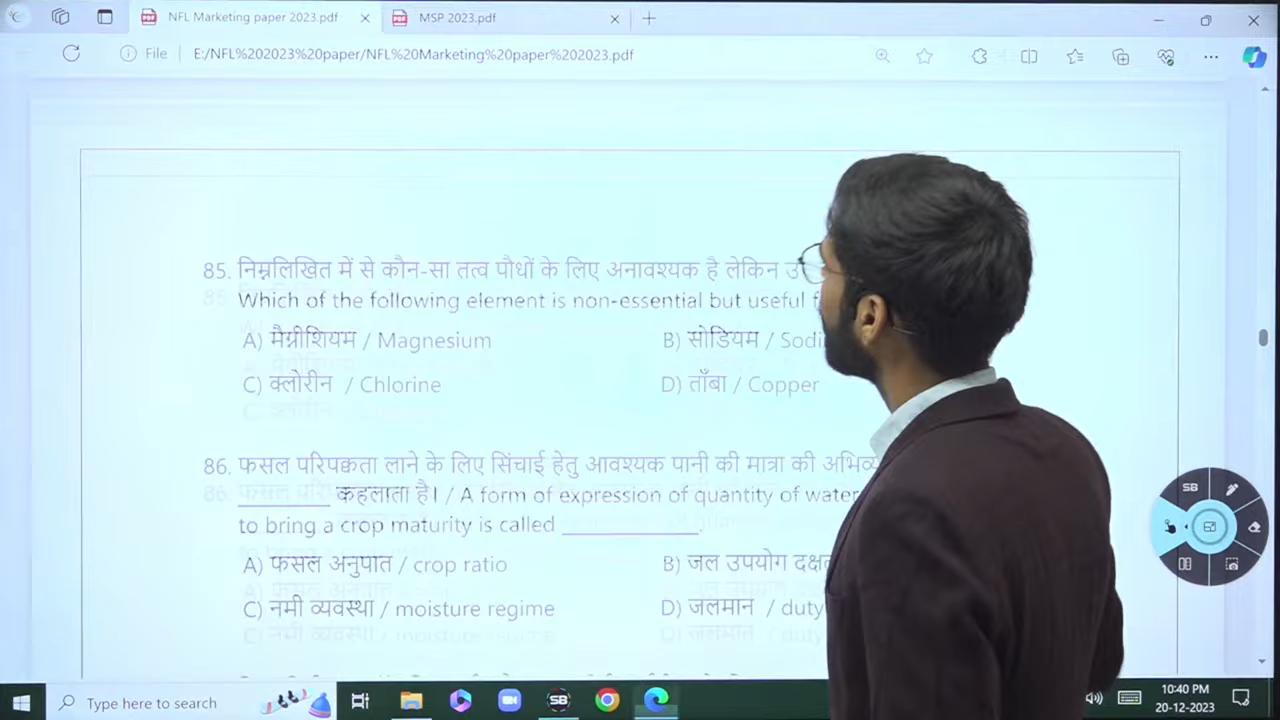 NFL Marketing paper 2023.pdf
MSP 2023.pdf
File
E:/NFL%202023%20paper/NFL%20Marketing%20paper%202023.pdf
85. निम्नलिखित में से कौन-सा तत्व पौधों के लिए अनावश्यक है लेकिन
Which of the following element is non-essential but useful
A) मैग्नीशियम / Magnesium
B) सोडियम /
C) क्लोरीन / Chlorine
D) ताँबा / Copper
86. फसल परिपक्वता लाने के लिए सिंचाई हेतु आवश्यक पानी की मात्रा की
__________ कहलाता है। / A form of expression of quantity of water
to bring a crop maturity is called _______________.
A) फसल अनुपात / crop ratio
B) जल उपयोग
C) नमी व्यवस्था / moisture regime
D) जलमान / duty
SB
Type here to search
SB
10:40 PM
20-12-2023